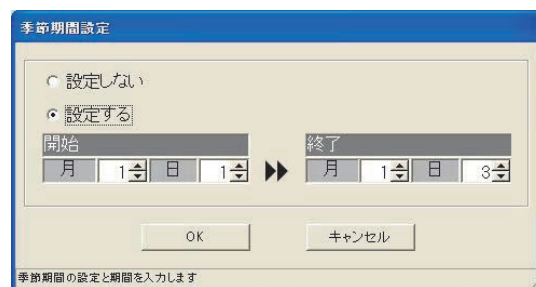 季節期間設定
設定しない
設定する
開始 終了
月 1 日 1 月 1 日 3
OK キャンセル
季節期間の設定と期間を入力します